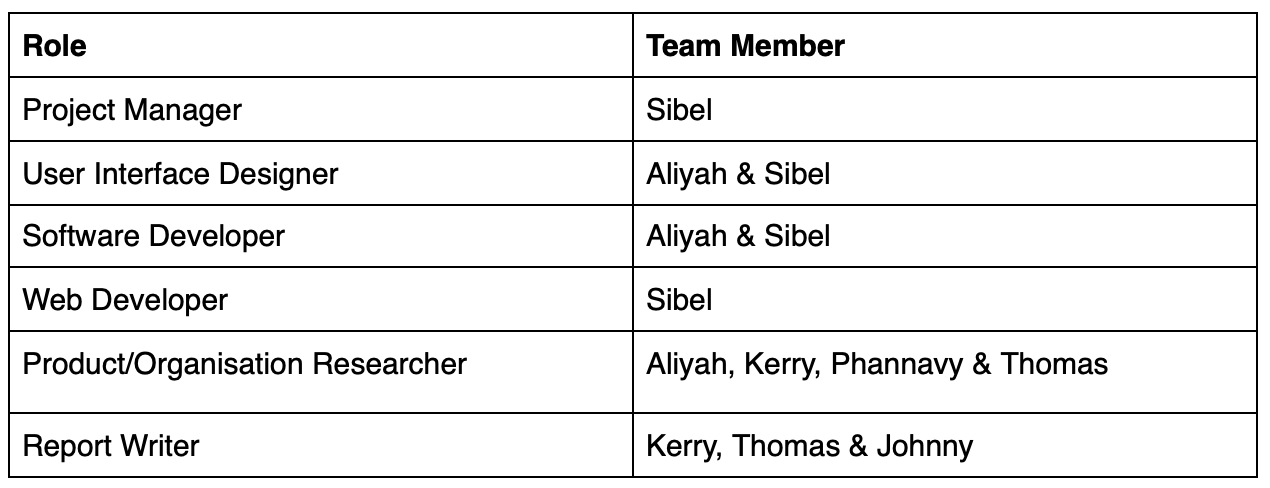 Role Team Member
Project Manager Sibel
User Interface Designer Aliyah & Sibel
Software Developer Aliyah & Sibel
Web Developer Sibel
Product/Organisation Researcher Aliyah, Kerry, Phannavy & Thomas
Report Writer Kerry, Thomas & Johnny